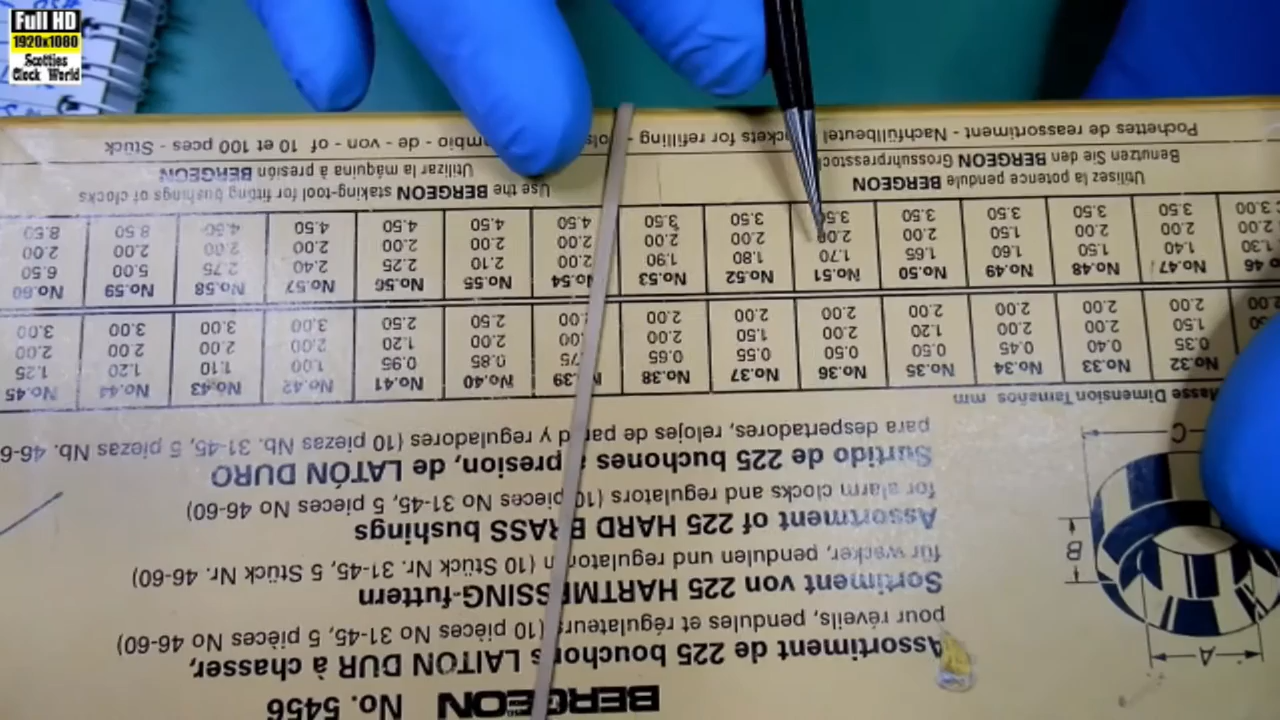 Full HD
1920x1080
Scotties
Clock World
BERGEON No. 5456
Assortiment de 225 bouchons LAITON DUR à chasser,
pour réveils, pendules et régulateurs (10 pièces No 31-45, 5 pièces No 46-60)
Sortiment von 225 HARTMESSING-futtern
für wecker, pendulen und regulatoren (10 Stück Nr. 31-45, 5 Stück Nr. 46-60)
Assortment of 225 HARD BRASS bushings
for alarm clocks and regulators (10 pieces No 31-45, 5 pieces No 46-60)
Surtido de 225 buchones a presion, de LATÓN DURO
para despertadores, relojes de pared y reguladores (10 piezas Nb. 31-45, 5 piezas Nb. 46-6
A
B
C
Masse Dimension Tamaños mm
No.32 No.33 No.34 No.35 No.36 No.37 No.38 No.39 No.40 No.41 No.42 No.43 No.44 No.45
0.35 0.40 0.45 0.50 0.50 0.55 0.65 .75 0.85 0.95 1.00 1.10 1.20 1.25
1.50 2.00 2.00 1.20 2.00 1.50 2.00 .00 2.00 1.20 2.00 2.00 2.00 2.00
2.00 2.00 2.00 2.00 2.00 2.00 2.00 .00 2.50 2.50 3.00 3.00 3.00 3.00
46 No.47 No.48 No.49 No.50 No.51 No.52 No.53 No.54 No.55 No.56 No.57 No.58 No.59 No.60
1.30 1.40 1.50 1.60 1.65 1.70 1.80 1.90 2.00 2.10 2.25 2.40 2.75 5.00 6.50
2.00 2.00 2.00 1.50 2.00 2.00 2.00 2.00 2.00 2.00 2.00 2.00 2.00 2.00 2.00
3.00 3.50 3.50 3.50 3.50 3.5 3.50 3.50 4.50 4.50 4.50 4.50 4.50 8.50 8.50
Utilisez la potence pendule BERGEON Use the BERGEON staking-tool for fitting bushings of clocks
Benutzen Sie den BERGEON Grossuhrpresstock Utilizar la máquina à presión BERGEON
Pochettes de reassortiment - Nachfüllbeutel for refilling - ambio - de - von - of 10 et 100 pces - Stück